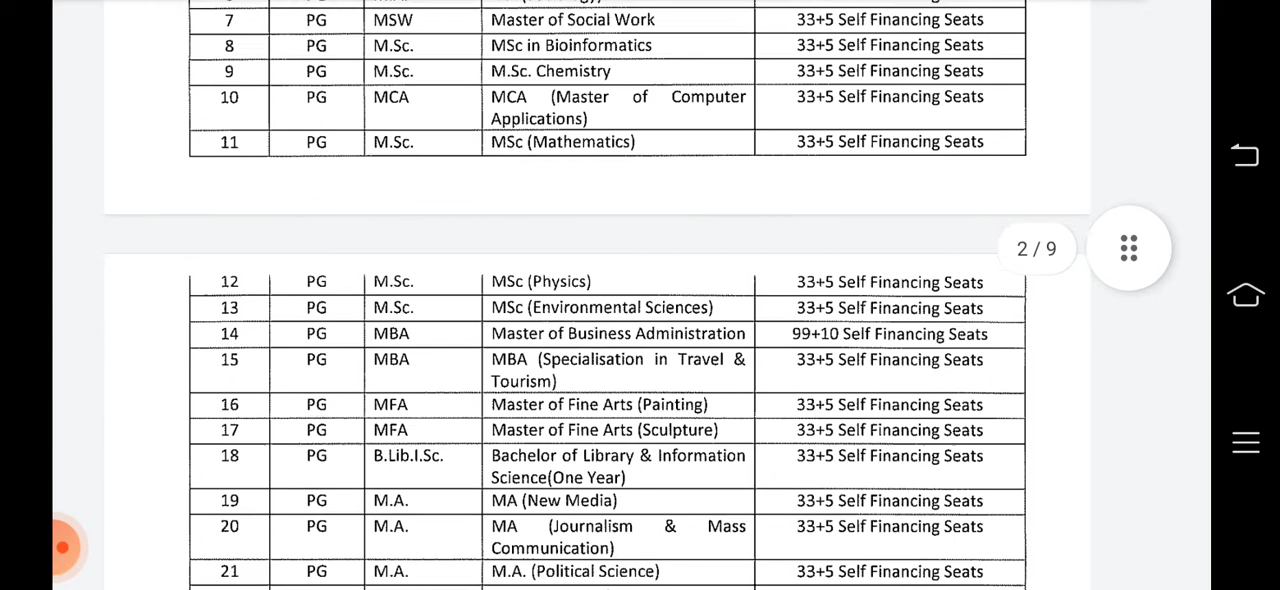 7 PG MSW Master of Social Work 33+5 Self Financing Seats
8 PG M.Sc. MSc in Bioinformatics 33+5 Self Financing Seats
9 PG M.Sc. M.Sc. Chemistry 33+5 Self Financing Seats
10 PG MCA MCA (Master of Computer 33+5 Self Financing Seats
Applications)
11 PG M.Sc. MSc (Mathematics) 33+5 Self Financing Seats
2 / 9
12 PG M.Sc. MSc (Physics) 33+5 Self Financing Seats
13 PG M.Sc. MSc (Environmental Sciences) 33+5 Self Financing Seats
14 PG MBA Master of Business Administration 99+10 Self Financing Seats
15 PG MBA MBA (Specialisation in Travel & 33+5 Self Financing Seats
Tourism)
16 PG MFA Master of Fine Arts (Painting) 33+5 Self Financing Seats
17 PG MFA Master of Fine Arts (Sculpture) 33+5 Self Financing Seats
18 PG B.Lib.I.Sc. Bachelor of Library & Information 33+5 Self Financing Seats
Science(One Year)
19 PG M.A. MA (New Media) 33+5 Self Financing Seats
20 PG M.A. MA (Journalism & Mass 33+5 Self Financing Seats
Communication)
21 PG M.A. M.A. (Political Science) 33+5 Self Financing Seats